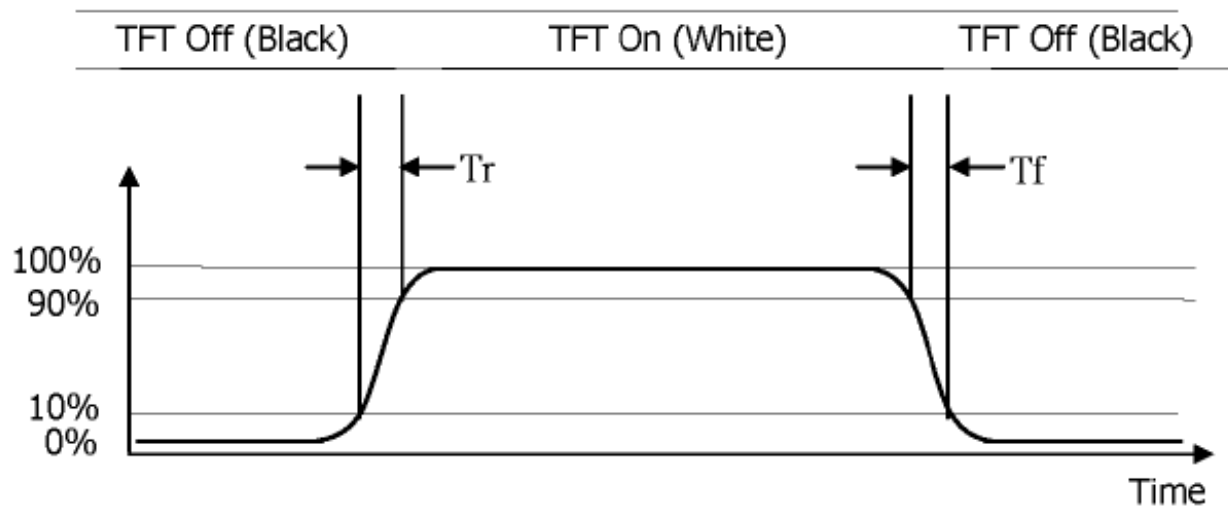 TFT Off (Black) TFT On (White) TFT Off (Black)
Tr Tf
100%
90%
10%
0%
Time